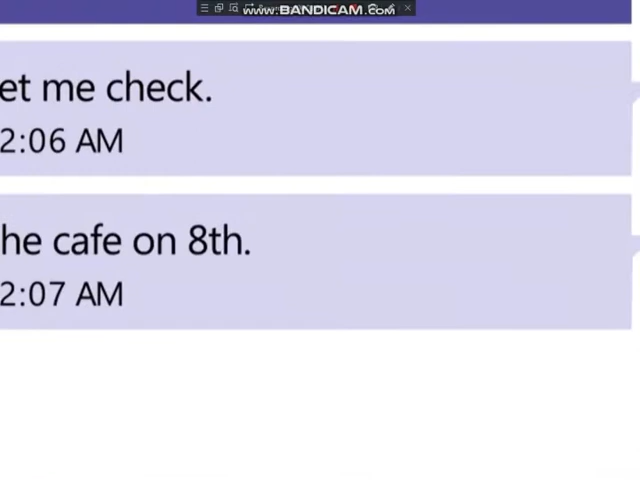 www.BANDICAM.com
et me check.
2:06 AM
he cafe on 8th.
2:07 AM